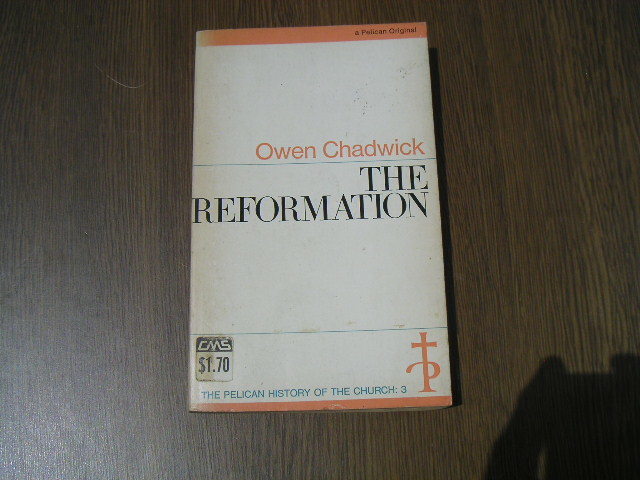 a Pelican Original
Owen Chadwick
THE
REFORMATION
CMS
$1.70
THE PELICAN HISTORY OF THE CHURCH: 3